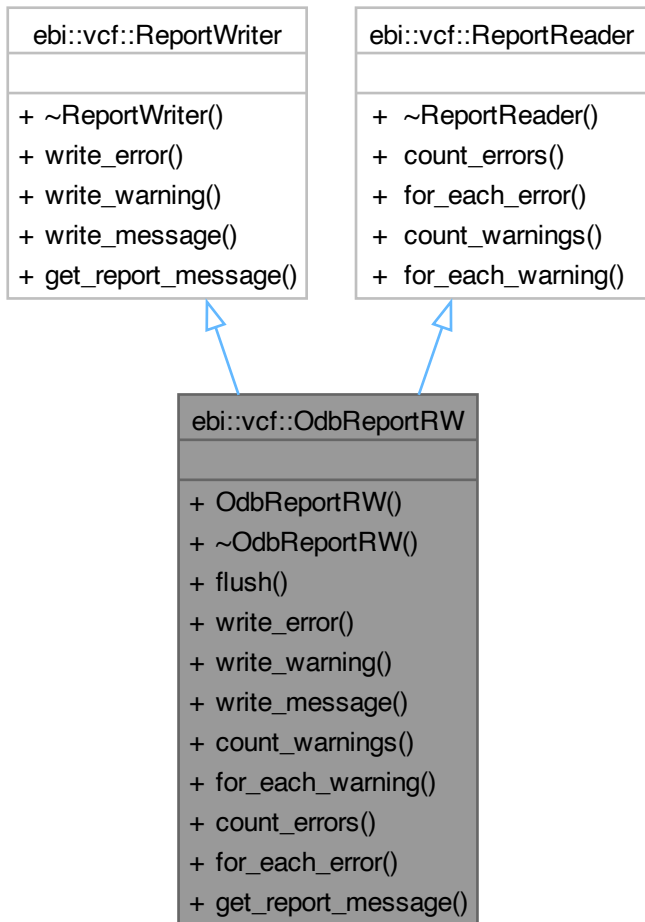 ebi::vcf::ReportWriter
+ ~ReportWriter()
+ write_error()
+ write_warning()
+ write_message()
+ get_report_message()
ebi::vcf::ReportReader
+ ~ReportReader()
+ count_errors()
+ for_each_error()
+ count_warnings()
+ for_each_warning()
ebi::vcf::OdbReportRW
+ OdbReportRW()
+ ~OdbReportRW()
+ flush()
+ write_error()
+ write_warning()
+ write_message()
+ count_warnings()
+ for_each_warning()
+ count_errors()
+ for_each_error()
+ get_report_message()